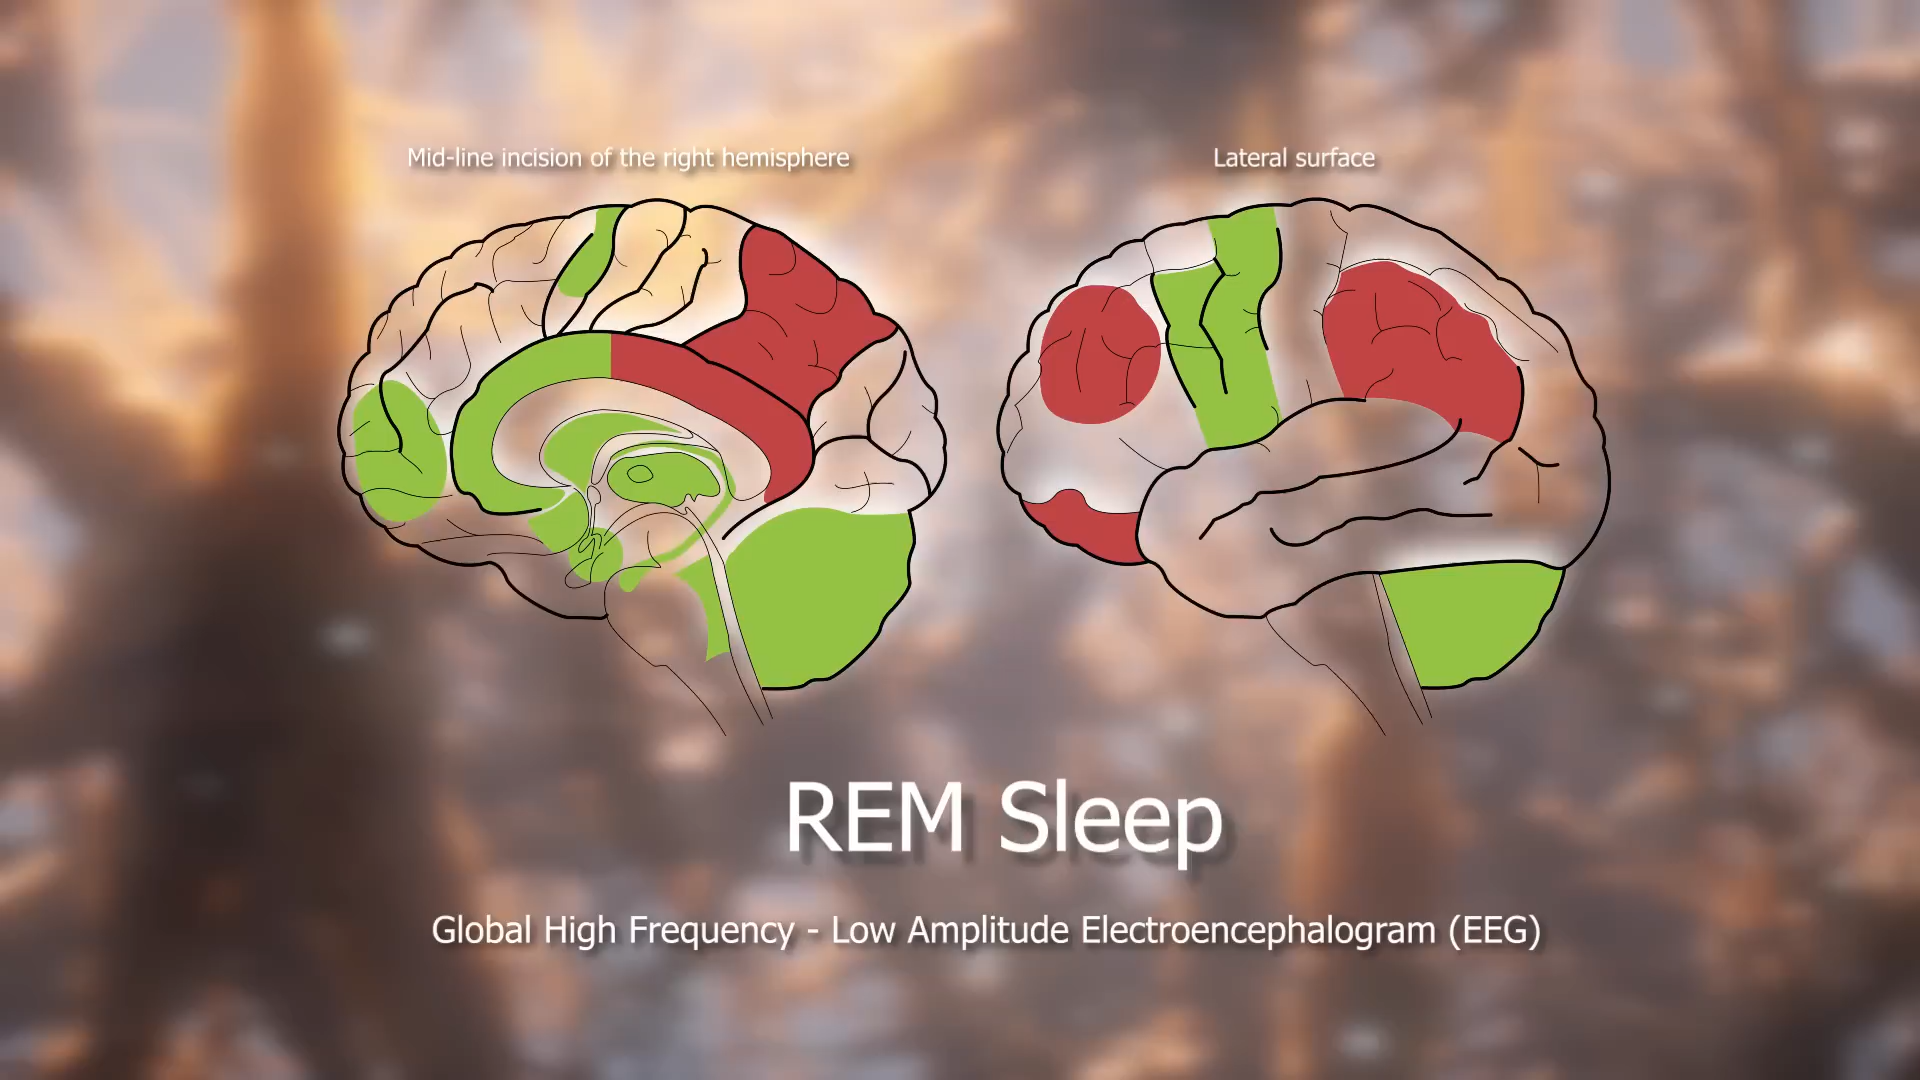 Mid-line incision of the right hemisphere
Lateral surface
REM Sleep
Global High Frequency - Low Amplitude Electroencephalogram (EEG)